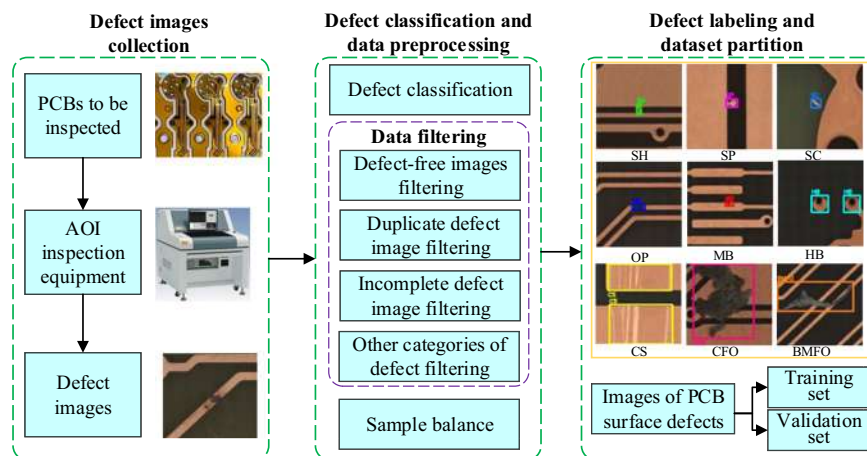 Defect images
collection
PCBs to be
inspected
AOI
inspection
equipment
Defect
images
Defect classification and
data preprocessing
Defect classification
Data filtering
Defect-free images
filtering
Duplicate defect
image filtering
Incomplete defect
image filtering
Other categories of
defect filtering
Sample balance
Defect labeling and
dataset partition
SH SP SC
OP MB HB
CS CFO BMFO
Images of PCB
surface defects
Training
set
Validation
set